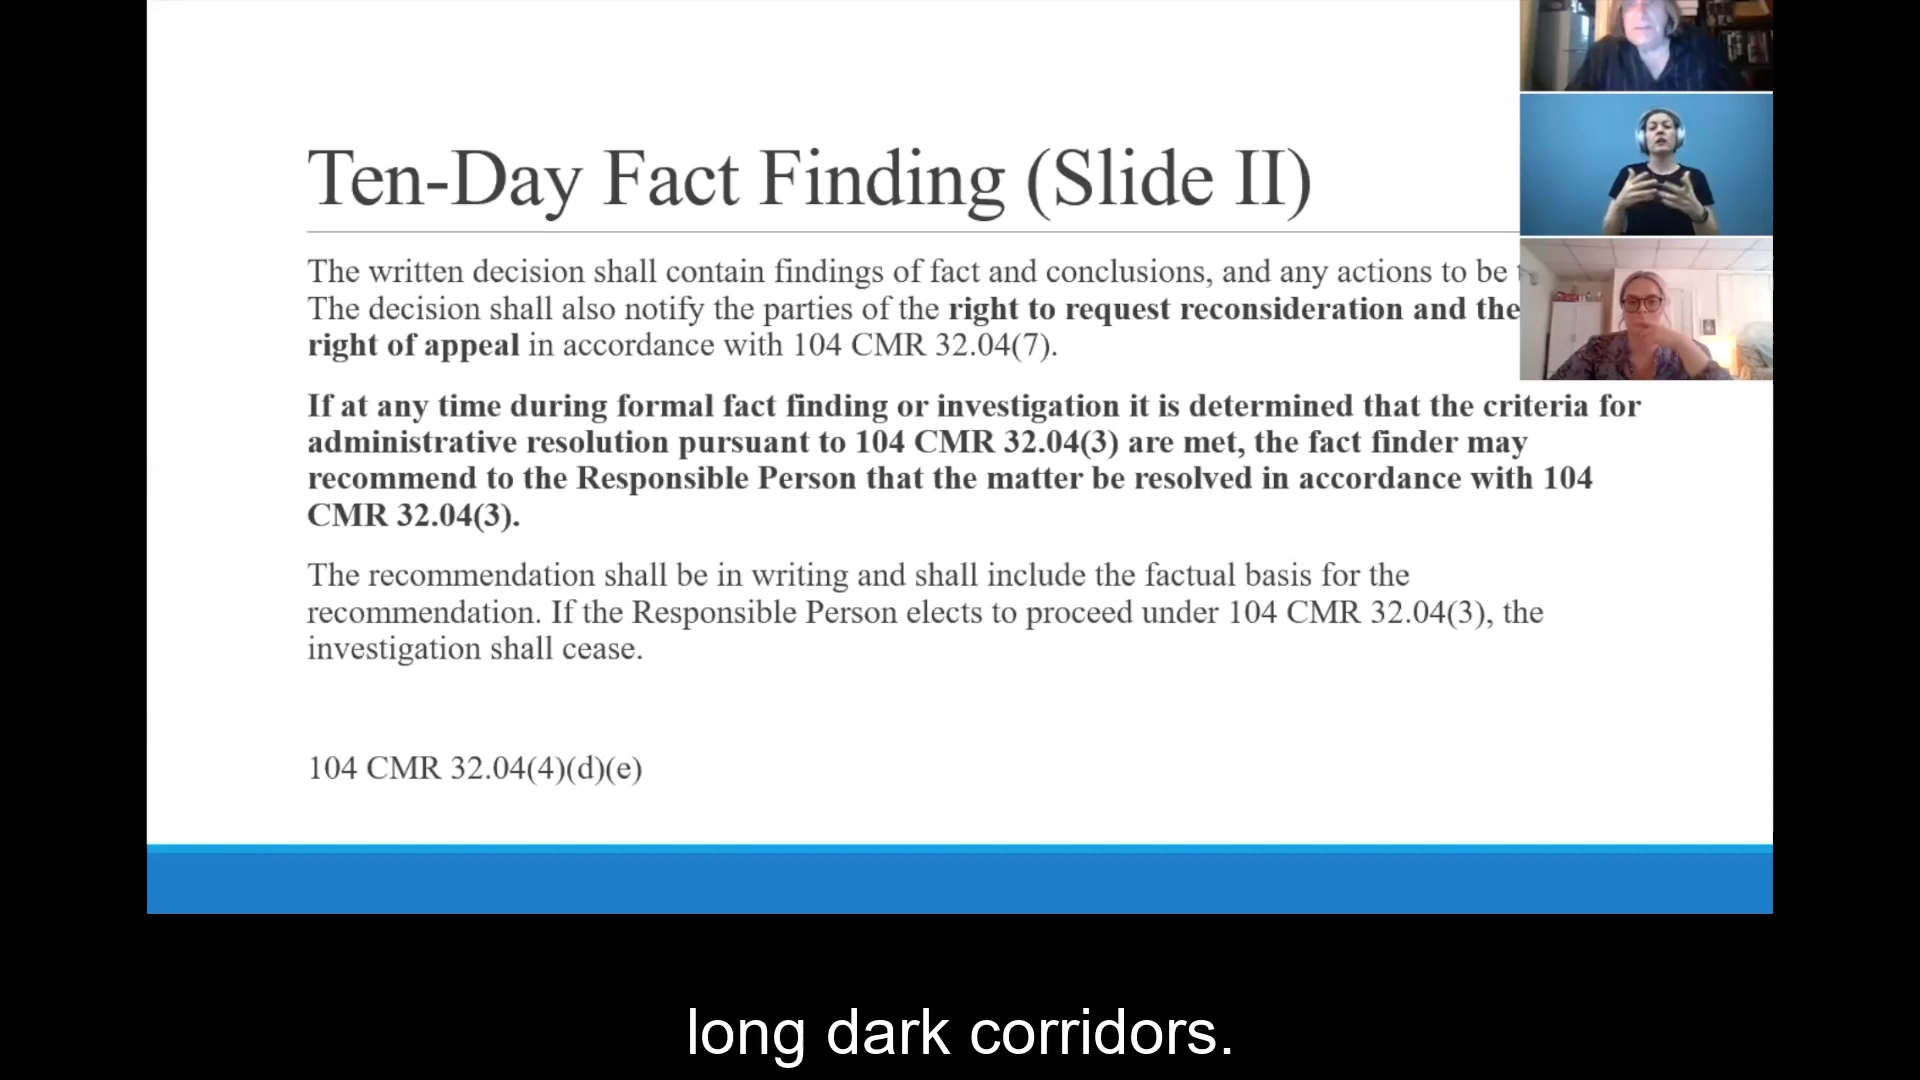 Ten-Day Fact Finding (Slide II)
The written decision shall contain findings of fact and conclusions, and any actions to be
The decision shall also notify the parties of the right to request reconsideration and the
right of appeal in accordance with 104 CMR 32.04(7).
If at any time during formal fact finding or investigation it is determined that the criteria for
administrative resolution pursuant to 104 CMR 32.04(3) are met, the fact finder may
recommend to the Responsible Person that the matter be resolved in accordance with 104
CMR 32.04(3).
The recommendation shall be in writing and shall include the factual basis for the
recommendation. If the Responsible Person elects to proceed under 104 CMR 32.04(3), the
investigation shall cease.
104 CMR 32.04(4)(d)(e)
long dark corridors.